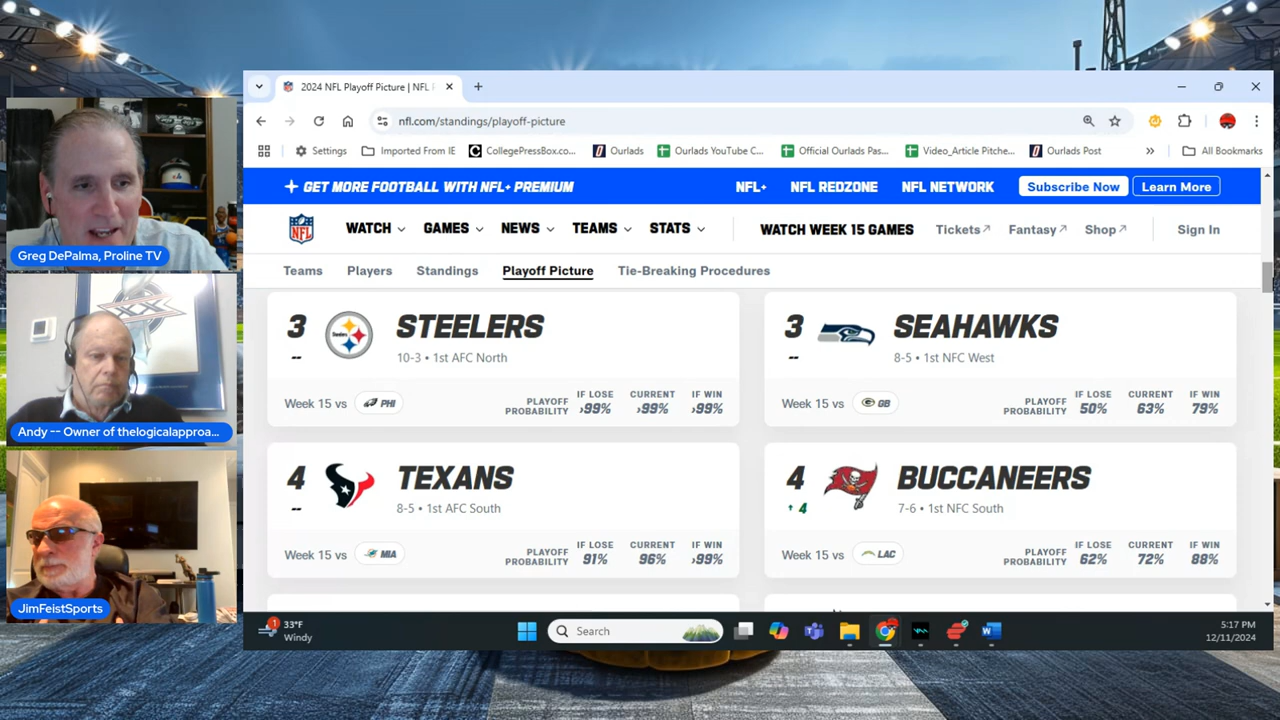 2024 NFL Playoff Picture | NFL
nfl.com/standings/playoff-picture
Settings
Imported From IE
CollegePressBox.co...
Ourlads
Ourlads YouTube C...
Official Ourlads Pas...
Video_Article Pitche...
Ourlads Post
All Bookmarks
GET MORE FOOTBALL WITH NFL+ PREMIUM
NFL+
NFL REDZONE
NFL NETWORK
Subscribe Now
Learn More
NFL
WATCH
GAMES
NEWS
TEAMS
STATS
WATCH WEEK 15 GAMES
Tickets
Fantasy
Shop
Sign In
Teams
Players
Standings
Playoff Picture
Tie-Breaking Procedures
3
--
Steelers
STEELERS
10-3 • 1st AFC North
Week 15 vs
PHI
PLAYOFF
PROBABILITY
IF LOSE
>99%
CURRENT
>99%
IF WIN
>99%
3
--
SEAHAWKS
8-5 • 1st NFC West
Week 15 vs
GB
PLAYOFF
PROBABILITY
IF LOSE
50%
CURRENT
63%
IF WIN
79%
4
--
TEXANS
8-5 • 1st AFC South
Week 15 vs
MIA
PLAYOFF
PROBABILITY
IF LOSE
91%
CURRENT
96%
IF WIN
>99%
4
↑ 4
BUCCANEERS
7-6 • 1st NFC South
Week 15 vs
LAC
PLAYOFF
PROBABILITY
IF LOSE
62%
CURRENT
72%
IF WIN
88%
Greg DePalma, Proline TV
Andy -- Owner of thelogicalapproa...
JimFeistSports
1
33°F
Windy
Search
5:17 PM
12/11/2024